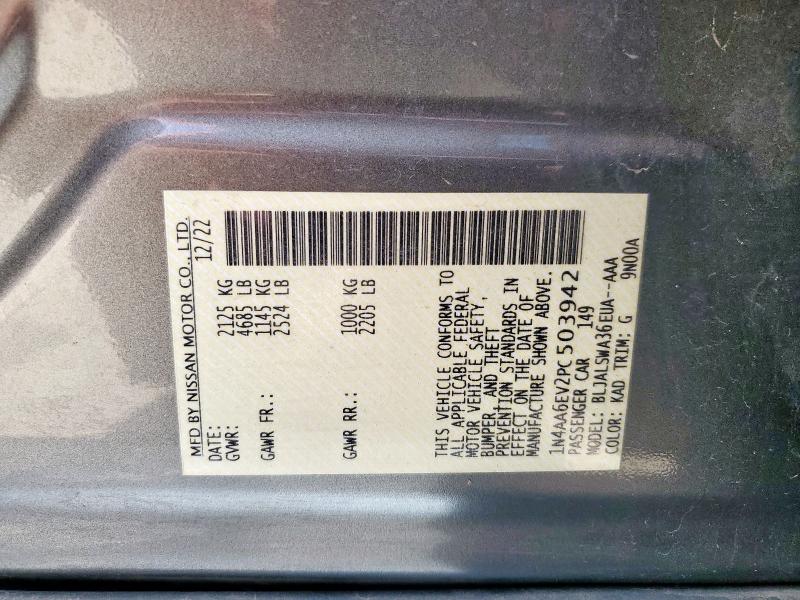 MFD BY NISSAN MOTOR CO., LTD.
DATE: 12/22
GVWR: 2125 KG
4685 LB
GAWR FR.: 1145 KG
2524 LB
GAWR RR.: 1000 KG
2205 LB
THIS VEHICLE CONFORMS TO
ALL APPLICABLE FEDERAL
MOTOR VEHICLE SAFETY,
BUMPER, AND THEFT
PREVENTION STANDARDS IN
EFFECT ON THE DATE OF
MANUFACTURE SHOWN ABOVE.
1N4AA6EV2PC503942
PASSENGER CAR 149
MODEL: BLJALSWA36EUA--AAA
COLOR: KAD TRIM: G 9N00A